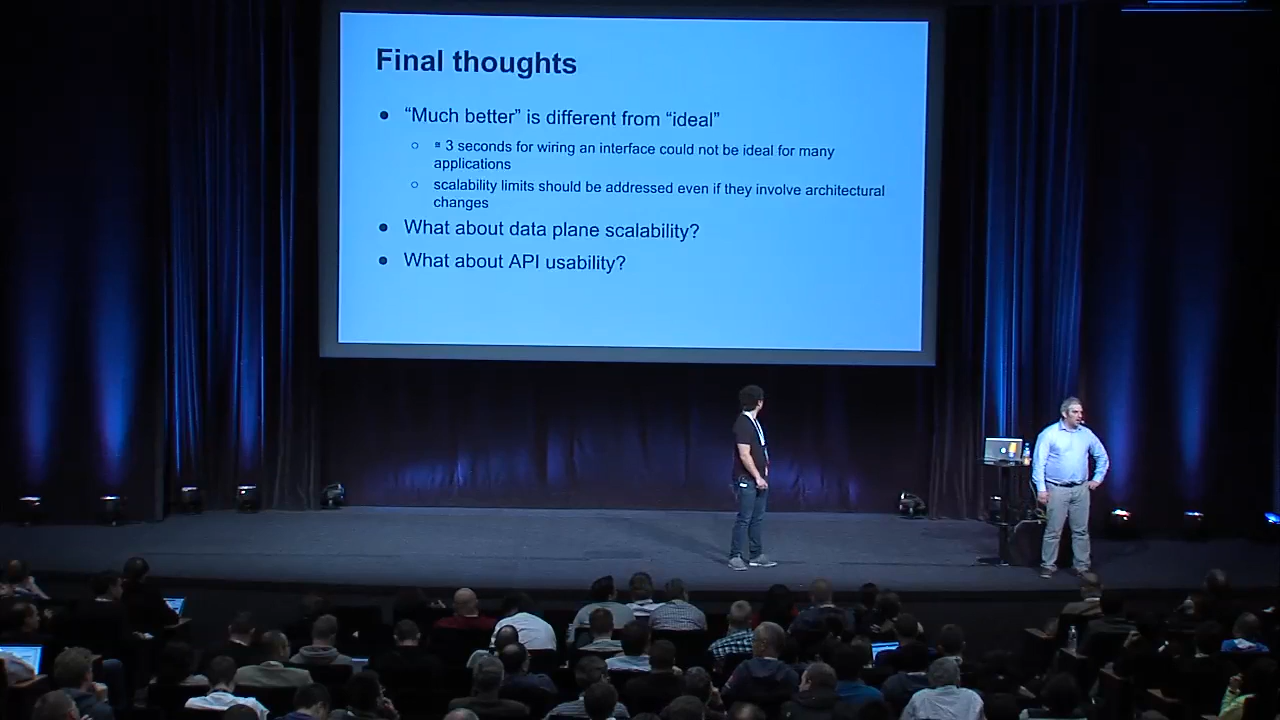 Final thoughts
● “Much better” is different from “ideal”
○ ≅ 3 seconds for wiring an interface could not be ideal for many
applications
○ scalability limits should be addressed even if they involve architectural
changes
● What about data plane scalability?
● What about API usability?